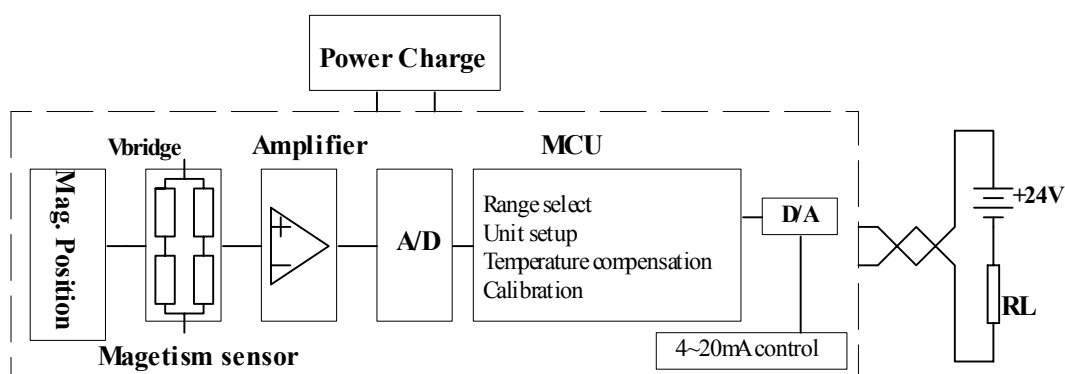 Power Charge
Vbridge
Amplifier
MCU
Mag. Position
A/D
Range select
Unit setup
Temperature compensation
Calibration
D/A
+24V
RL
Magetism sensor
4~20mA control